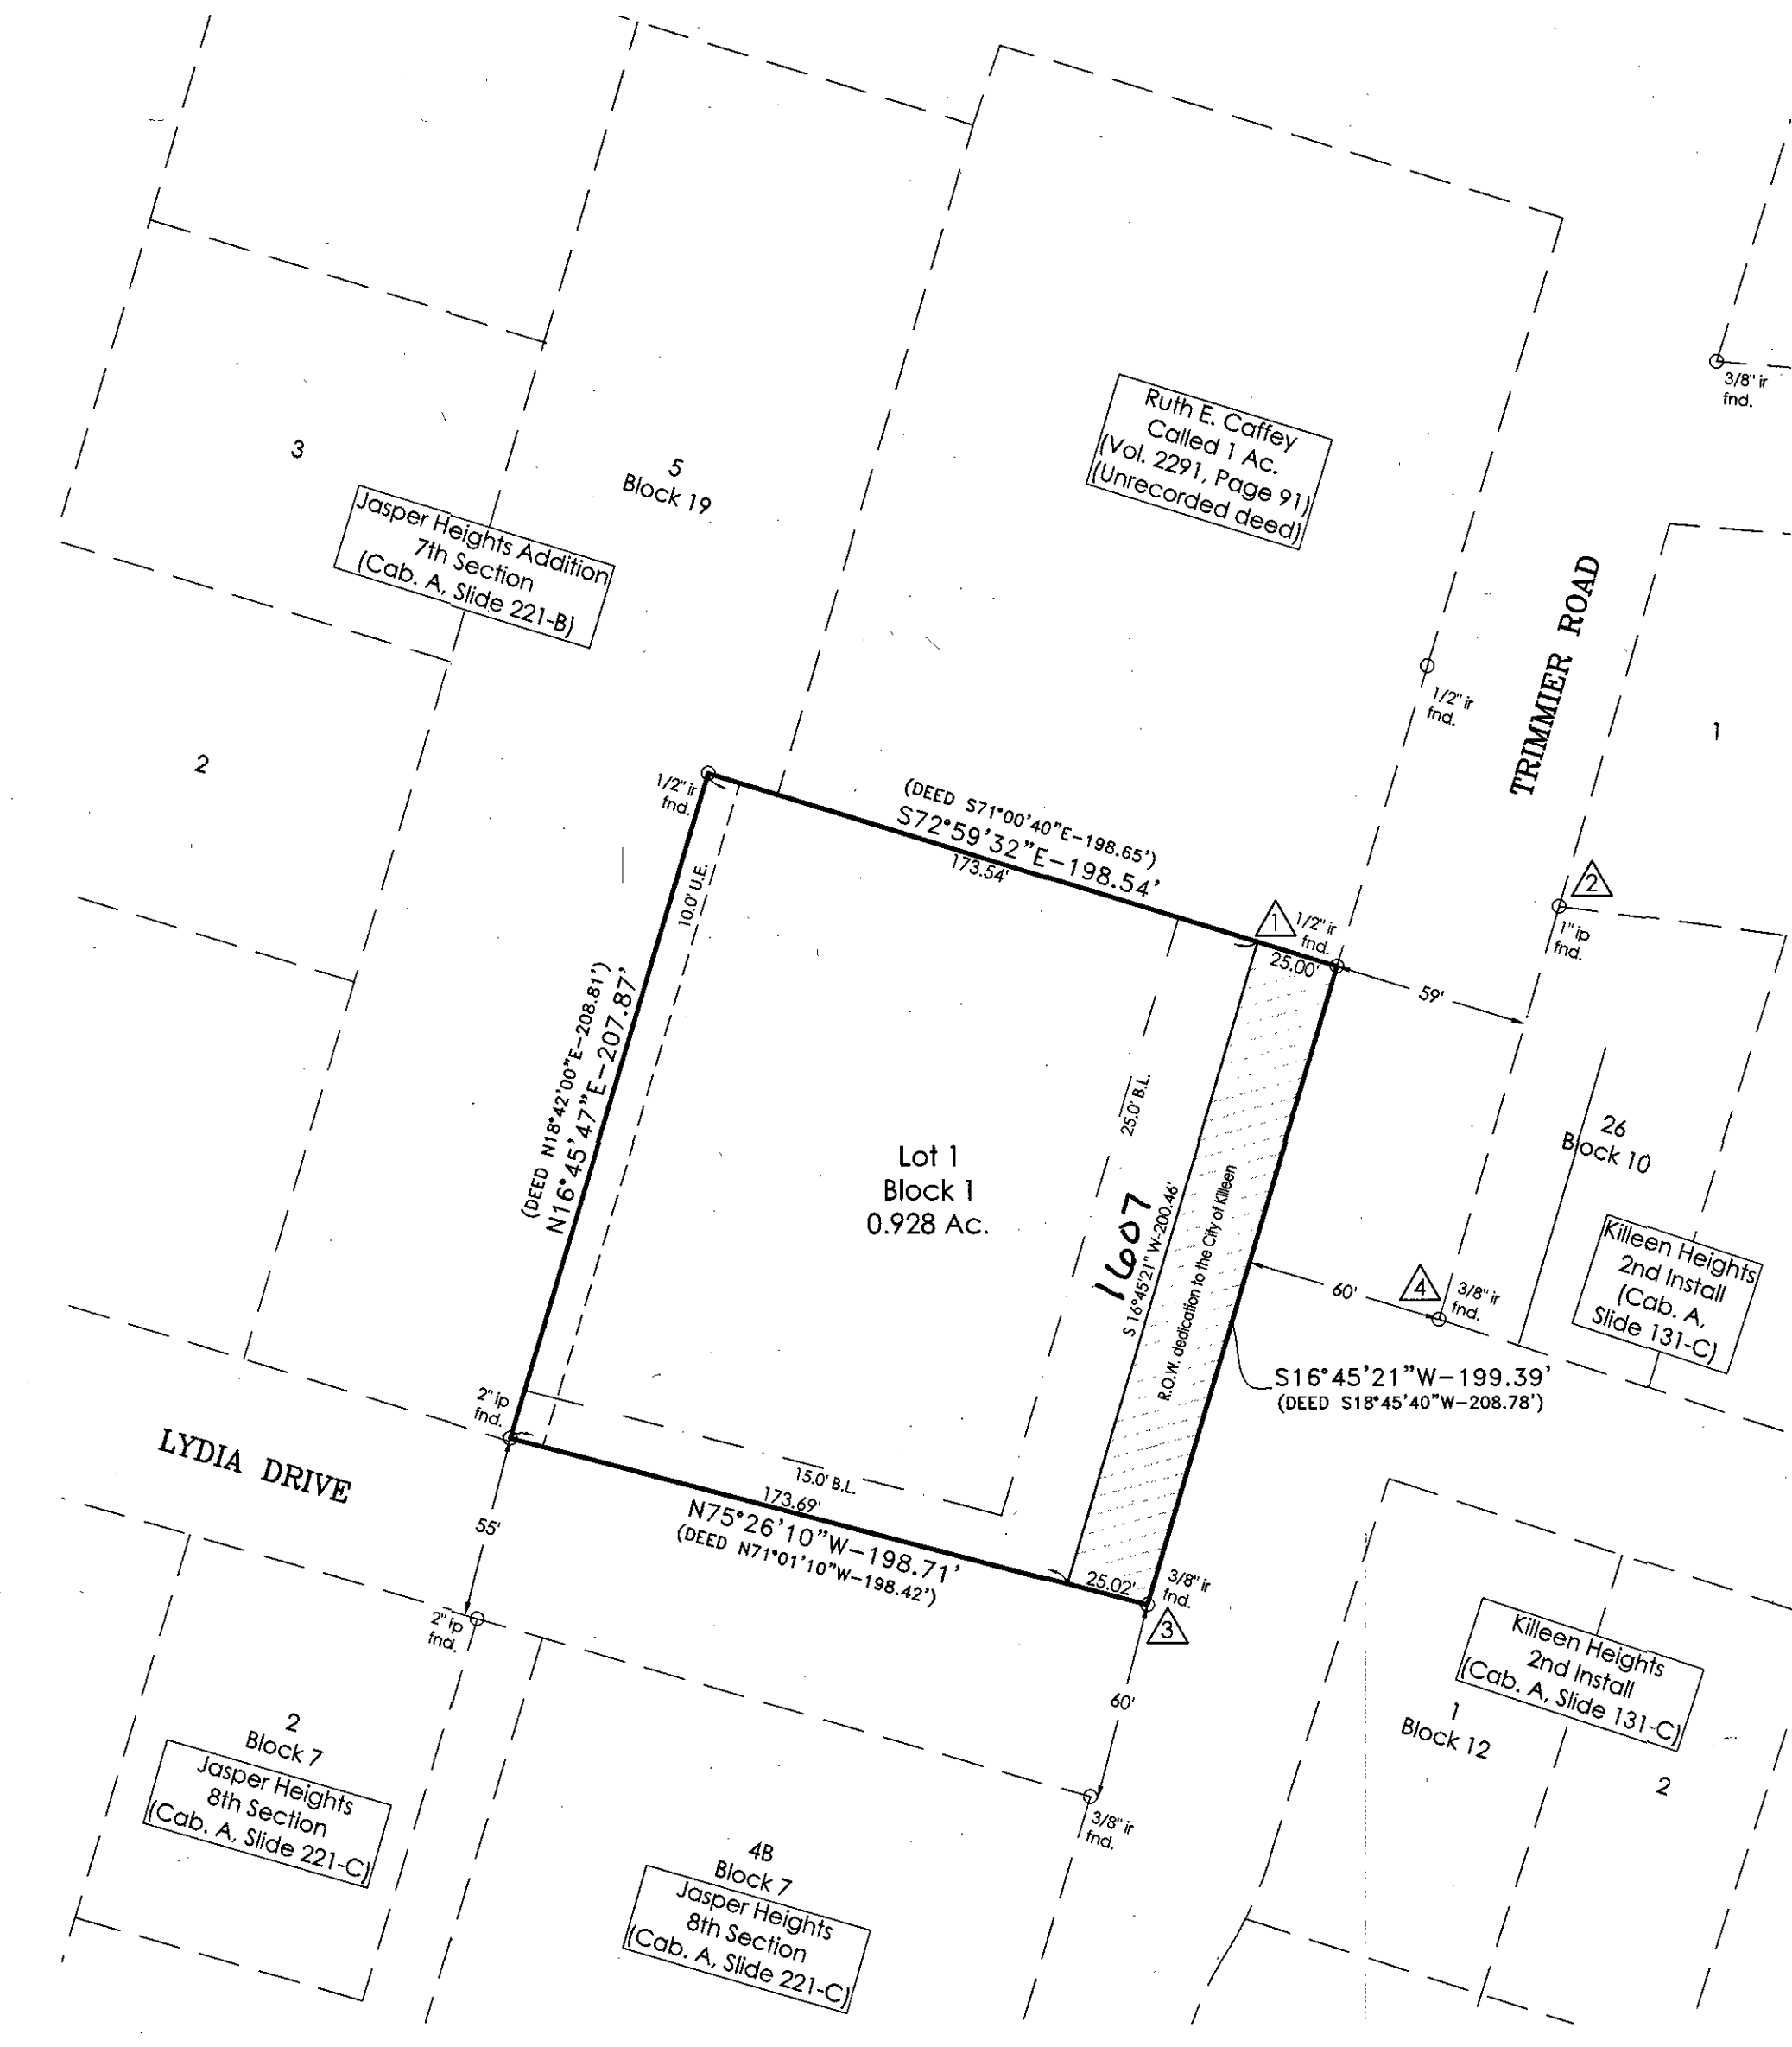 3/8" ir
fnd.
Ruth E. Caffey
Called 1 Ac.
(Vol. 2291, Page 91)
(Unrecorded deed)
3
5
Block 19
Jasper Heights Addition
7th Section
(Cab. A, Slide 221-B)
TRIMMIER ROAD
1/2" ir
fnd.
1
2
1/2" ir
fnd.
(DEED S71°00'40"E-198.65')
S72°59'32"E-198.54'
173.54'
10.0' U.E.
1
1/2" ir
fnd.
25.00'
2
1" ip
fnd.
59'
(DEED N18°42'00"E-208.81')
N16°45'47"E-207.87'
25.0' B.L.
Lot 1
Block 1
0.928 Ac.
1607
S 16°45'21" W-200.46'
R.O.W. dedication to the City of Killeen
26
Block 10
Killeen Heights
2nd Install
(Cab. A,
Slide 131-C)
60'
4
3/8" ir
fnd.
S16°45'21"W-199.39'
(DEED S18°45'40"W-208.78')
2" ip
fnd.
LYDIA DRIVE
15.0' B.L.
173.69'
N75°26'10"W-198.71'
(DEED N71°01'10"W-198.42')
25.02'
3/8" ir
fnd.
3
55'
2" ip
fnd.
60'
3/8" ir
fnd.
Killeen Heights
2nd Install
(Cab. A, Slide 131-C)
1
Block 12
2
2
Block 7
Jasper Heights
8th Section
(Cab. A, Slide 221-C)
4B
Block 7
Jasper Heights
8th Section
(Cab. A, Slide 221-C)